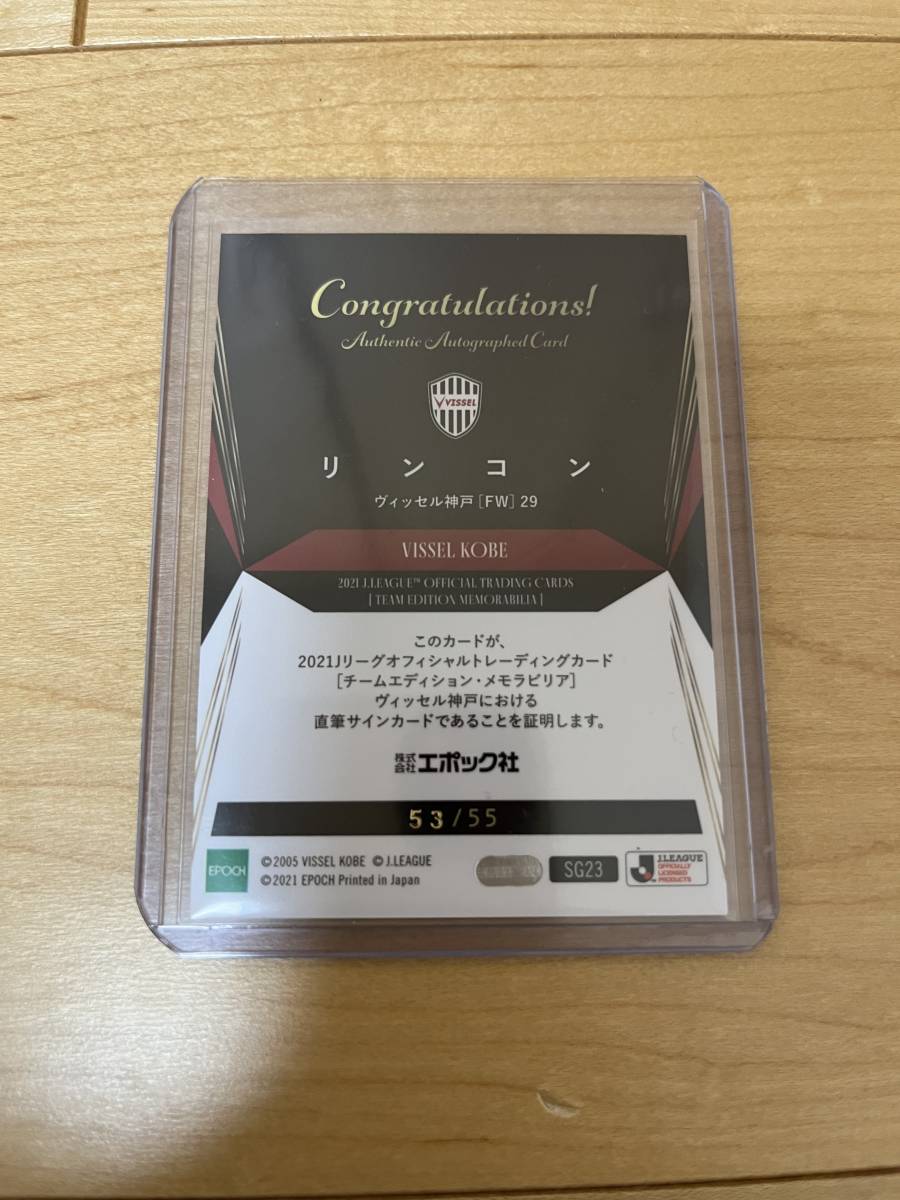 Congratulations!
Authentic Autographed Card
VISSEL
リンコン
ヴィッセル神戸[FW]29
VISSEL KOBE
2021 J.LEAGUE™ OFFICIAL TRADING CARDS
[TEAM EDITION MEMORABILIA]
このカードが、
2021Jリーグオフィシャルトレーディングカード
[チームエディション・メモラビリア]
ヴィッセル神戸における
直筆サインカードであることを証明します。
株式会社エポック社
53/55
EPOCH
©2005 VISSEL KOBE ©J.LEAGUE
©2021 EPOCH Printed in Japan
SG23
J.LEAGUE
OFFICIALLY
LICENSED
PRODUCTS